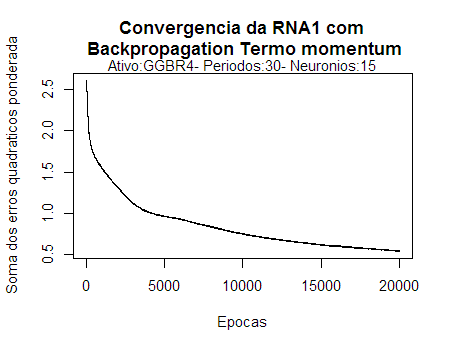 Convergencia da RNA1 com
Backpropagation Termo momentum
Ativo:GGBR4- Periodos:30- Neuronios:15
Soma dos erros quadraticos ponderada
2.5
2.0
1.5
1.0
0.5
0 5000 10000 15000 20000
Epocas